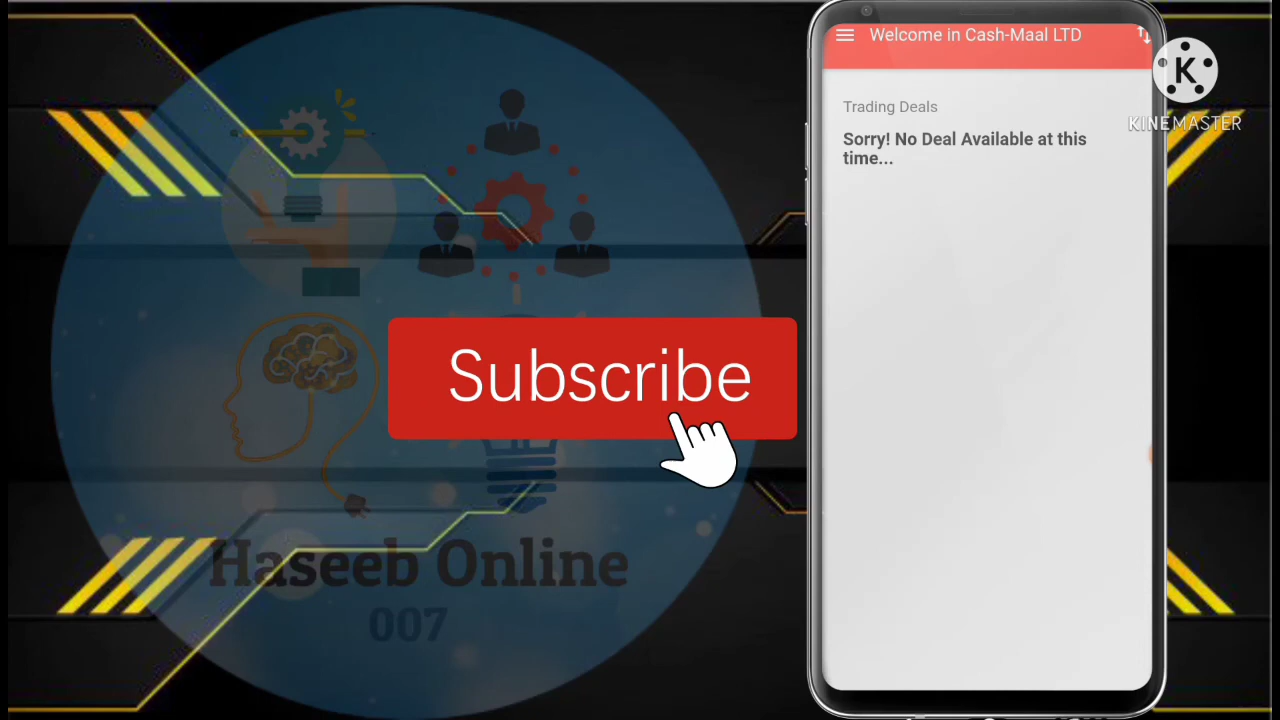 Welcome in Cash-Maal LTD
Trading Deals
Sorry! No Deal Available at this
time...
K
KINEMASTER
Subscribe
Haseeb Online
007